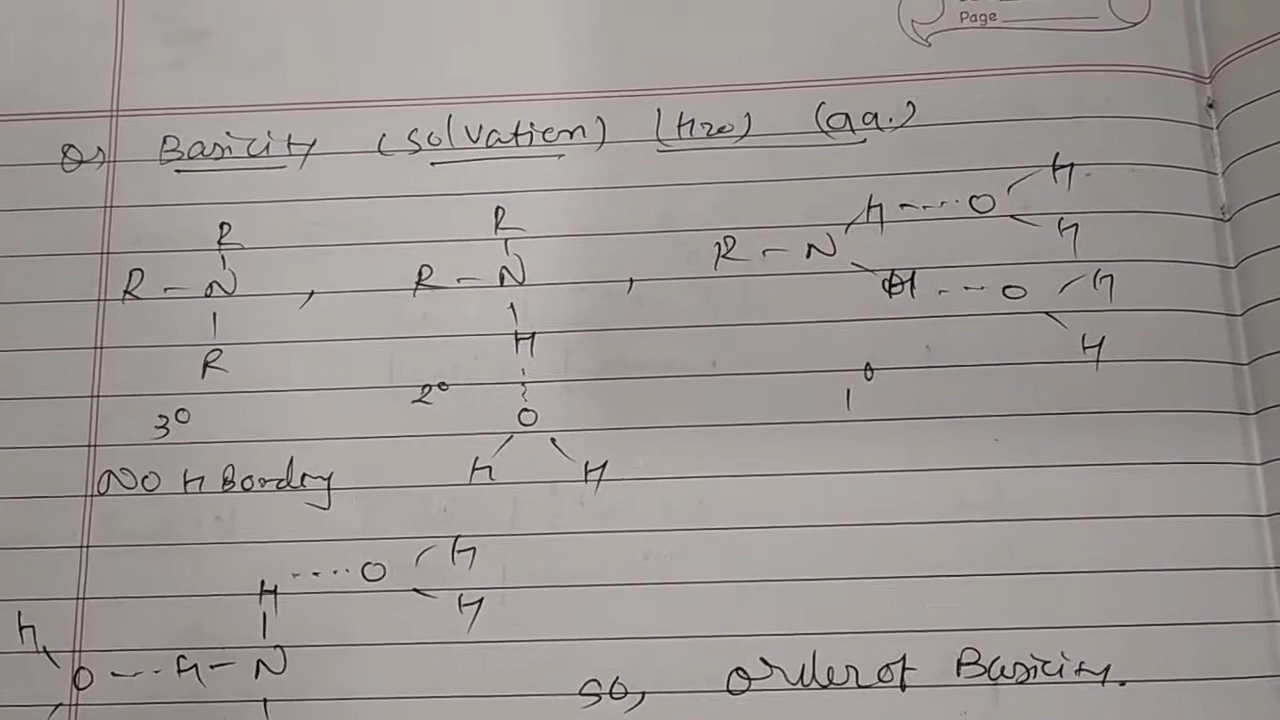 Page
Q) Basicity (solvation) (H2O) (aq.)
R R H ---- O H
R - N , R - N , R - N H
R H H --- O H
H
3° 2° O 1°
No H Bonding H H
H ---- O H
H H
O --- H - N
so, order of Basicity.